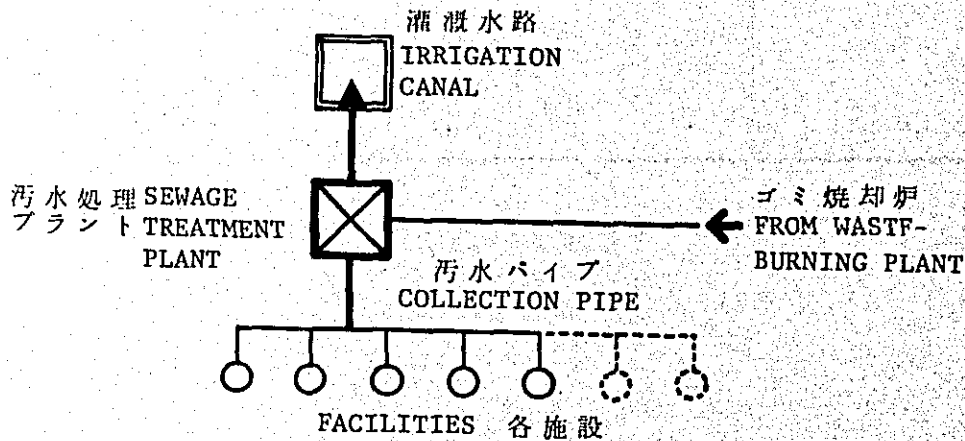 灌漑水路
IRRIGATION
CANAL
汚水処理 SEWAGE
プラント TREATMENT
PLANT
ゴミ焼却炉
FROM WASTF-
BURNING PLANT
汚水パイプ
COLLECTION PIPE
FACILITIES 各施設